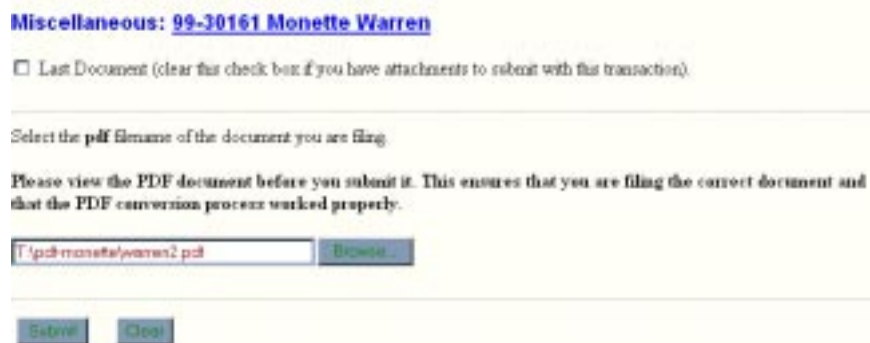 Miscellaneous: 99-30161 Monette Warren
Last Document (clear this check box if you have attachments to submit with this transaction).
Select the pdf filename of the document you are filing.
Please view the PDF document before you submit it. This ensures that you are filing the correct document and
that the PDF conversion process worked properly.
T:\pdf-monette\warren2.pdf Browse...
Submit Clear